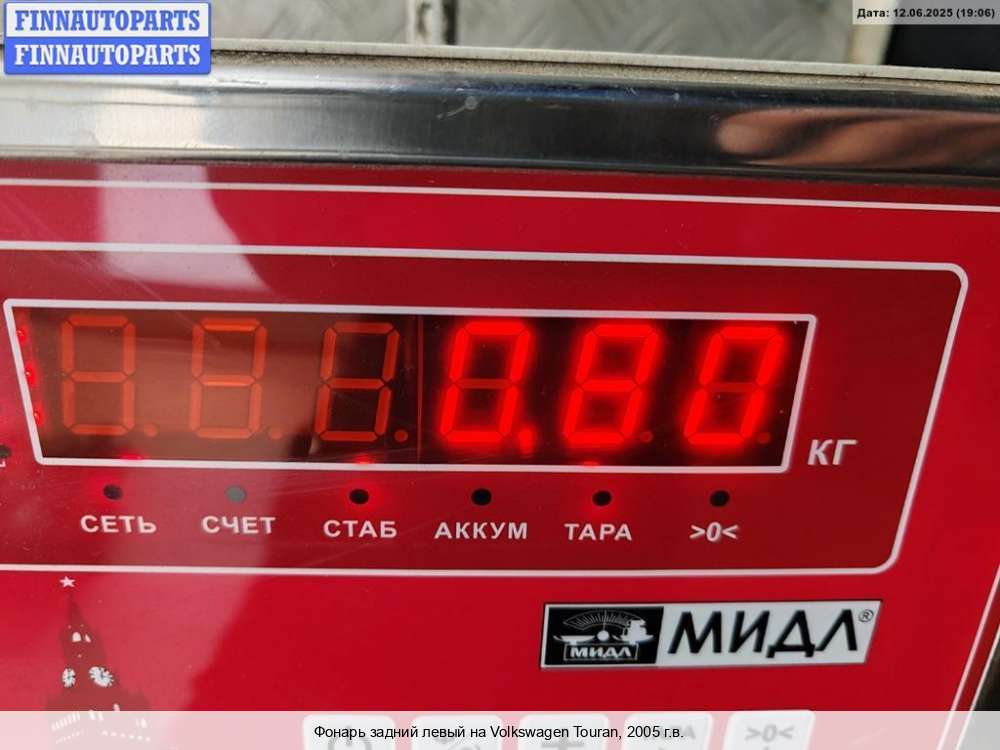 FINNAUTOPARTS
FINNAUTOPARTS
Дата: 12.06.2025 (19:06)
0.80
КГ
СЕТЬ СЧЕТ СТАБ АККУМ ТАРА >0<
МИДЛ МИДЛ®
>0<
Фонарь задний левый на Volkswagen Touran, 2005 г.в.